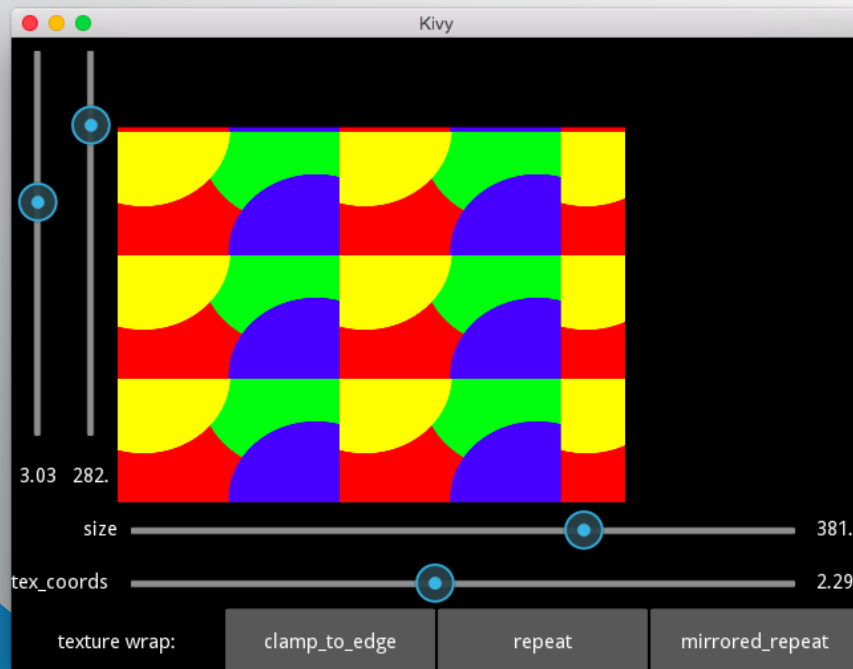 Kivy
3.03 282.
size 381.
tex_coords 2.29
texture wrap: clamp_to_edge repeat mirrored_repeat